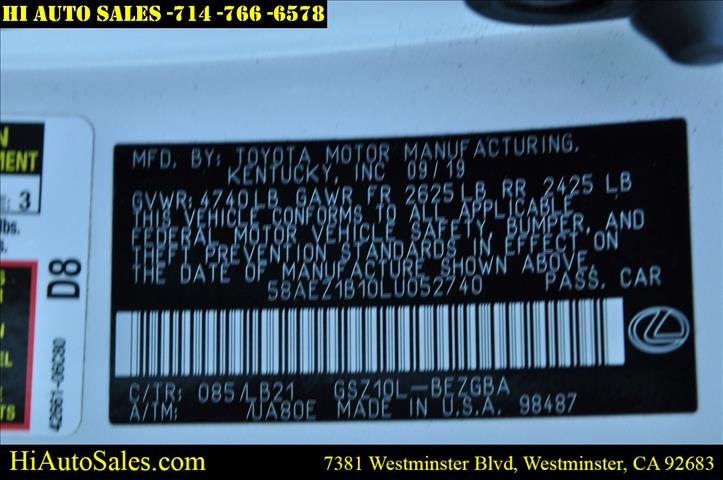 HI AUTO SALES -714 -766 -6578
MENT
3
lbs.
s.
D8
42661-06C80
MFD. BY: TOYOTA MOTOR MANUFACTURING,
KENTUCKY, INC 09/19
GVWR: 4740LB GAWR FR 2625LB RR 2425 LB
THIS VEHICLE CONFORMS TO ALL APPLICABLE
FEDERAL MOTOR VEHICLE SAFETY, BUMPER, AND
THEFT PREVENTION STANDARDS IN EFFECT ON
THE DATE OF MANUFACTURE SHOWN ABOVE.
58AEZ1B10LU052740 PASS. CAR
C/TR: 085/LB21 GSZ10L-BEZGBA
A/TM: /UA80E MADE IN U.S.A. 98487
HiAutoSales.com
7381 Westminster Blvd, Westminster, CA 92683